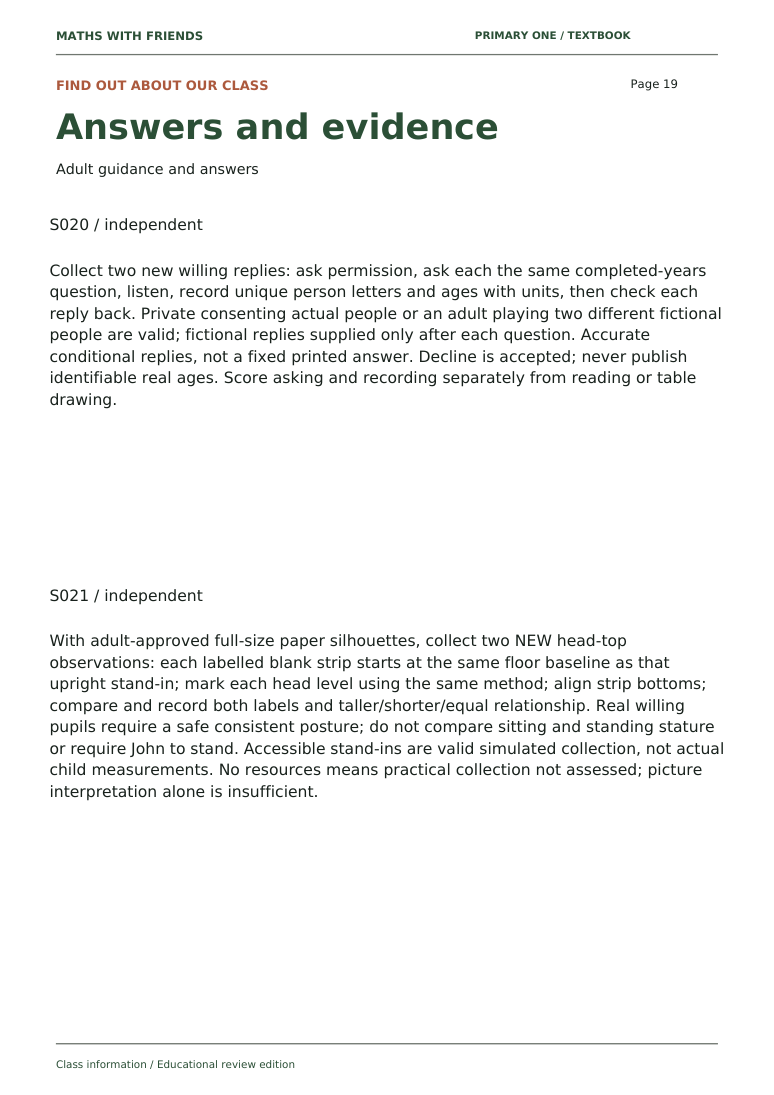 MATHS WITH FRIENDS
PRIMARY ONE / TEXTBOOK
FIND OUT ABOUT OUR CLASS
Page 19
Answers and evidence
Adult guidance and answers
S020 / independent
Collect two new willing replies: ask permission, ask each the same completed-years
question, listen, record unique person letters and ages with units, then check each
reply back. Private consenting actual people or an adult playing two different fictional
people are valid; fictional replies supplied only after each question. Accurate
conditional replies, not a fixed printed answer. Decline is accepted; never publish
identifiable real ages. Score asking and recording separately from reading or table
drawing.
S021 / independent
With adult-approved full-size paper silhouettes, collect two NEW head-top
observations: each labelled blank strip starts at the same floor baseline as that
upright stand-in; mark each head level using the same method; align strip bottoms;
compare and record both labels and taller/shorter/equal relationship. Real willing
pupils require a safe consistent posture; do not compare sitting and standing stature
or require John to stand. Accessible stand-ins are valid simulated collection, not actual
child measurements. No resources means practical collection not assessed; picture
interpretation alone is insufficient.
Class information / Educational review edition